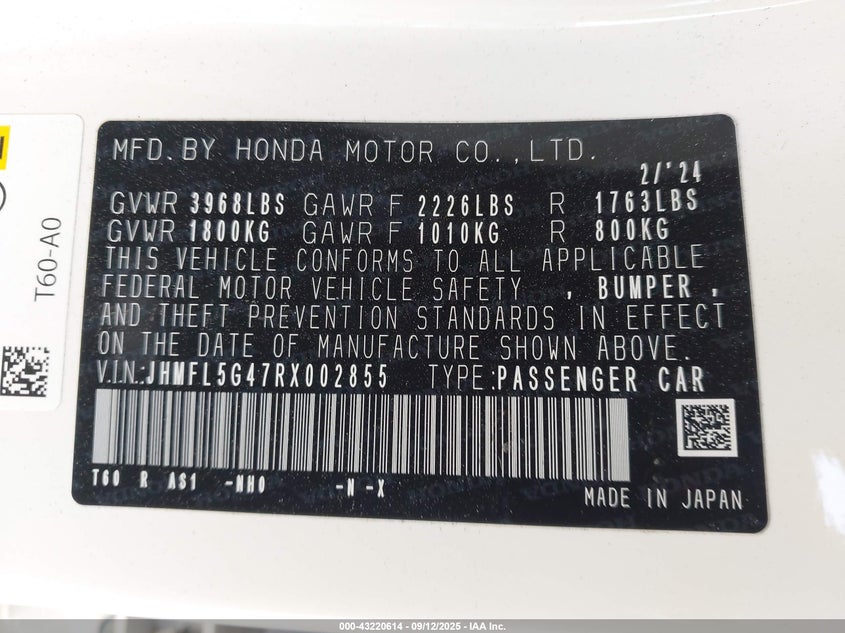 MFD. BY HONDA MOTOR CO., LTD.
2/'24
GVWR 3968LBS GAWR F 2226LBS R 1763LBS
GVWR 1800KG GAWR F 1010KG R 800KG
THIS VEHICLE CONFORMS TO ALL APPLICABLE
FEDERAL MOTOR VEHICLE SAFETY , BUMPER ,
AND THEFT PREVENTION STANDARDS IN EFFECT
ON THE DATE OF MANUFACTURE SHOWN ABOVE.
VIN:JHMFL5G47RX002855 TYPE:PASSENGER CAR
T60 R AS1 -NH0 -N -X
MADE IN JAPAN
T60-A0
000-43220614 - 09/12/2025 - IAA Inc.